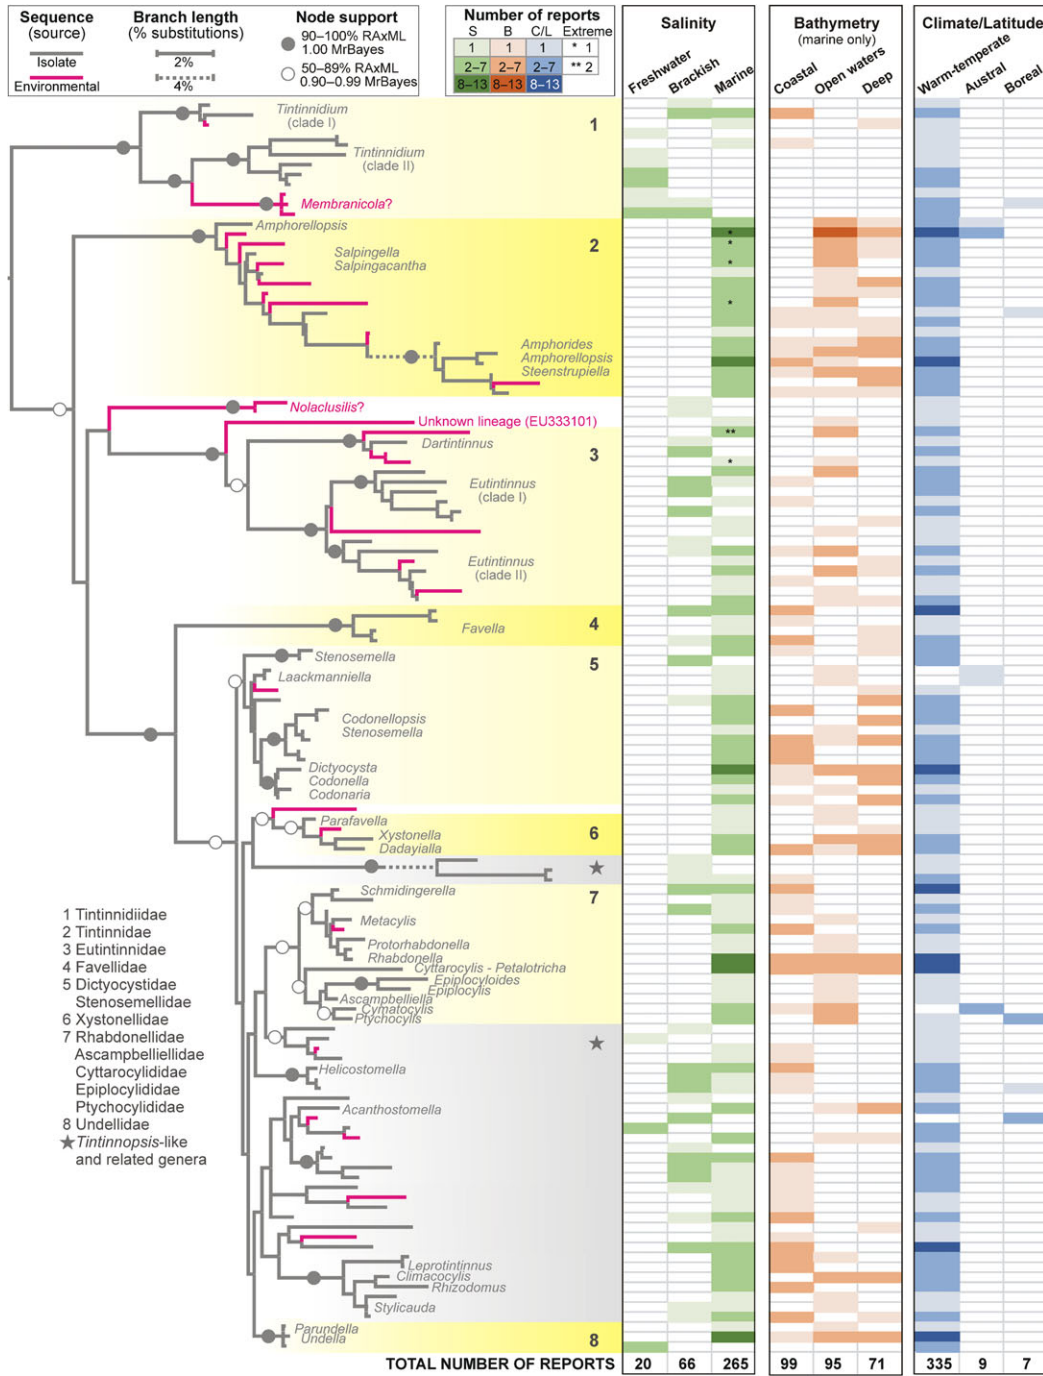 Sequence
(source)
Isolate
Environmental
Branch length
(% substitutions)
2%
4%
Node support
90–100% RAxML
1.00 MrBayes
50–89% RAxML
0.90–0.99 MrBayes
Number of reports
S B C/L Extreme
1 1 1 * 1
2–7 2–7 2–7 ** 2
8–13 8–13 8–13
Salinity
Freshwater
Brackish
Marine
Bathymetry
(marine only)
Coastal
Open waters
Deep
Climate/Latitude
Warm-temperate
Austral
Boreal
Tintinnidium
(clade I)
1
Tintinnidium
(clade II)
Membranicola?
Amphorellopsis
2
*
Salpingella
*
Salpingacantha
*
*
Amphorides
Amphorellopsis
Steenstrupiella
Nolaclusilis?
Unknown lineage (EU333101)
**
Dartintinnus
3
*
Eutintinnus
(clade I)
Eutintinnus
(clade II)
4
Favella
Stenosemella
5
Laackmanniella
Codonellopsis
Stenosemella
Dictyocysta
Codonella
Codonaria
Parafavella
6
Xystonella
Dadayialla
★
Schmidingerella
7
Metacylis
Protorhabdonella
Rhabdonella
Cyttarocylis - Petalotricha
Epiplocyloides
Epiplocylis
Ascampbelliella
Cymatocylis
Ptychocylis
★
Helicostomella
Acanthostomella
Leprotintinnus
Climacocylis
Rhizodomus
Stylicauda
Parundella
Undella
8
1 Tintinnidiidae
2 Tintinnidae
3 Eutintinnidae
4 Favellidae
5 Dictyocystidae
Stenosemellidae
6 Xystonellidae
7 Rhabdonellidae
Ascampbelliellidae
Cyttarocylididae
Epiplocylididae
Ptychocylididae
8 Undellidae
★ Tintinnopsis-like
and related genera
TOTAL NUMBER OF REPORTS 20 66 265 99 95 71 335 9 7